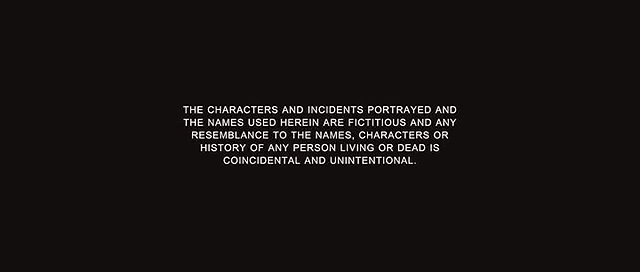 THE CHARACTERS AND INCIDENTS PORTRAYED AND
THE NAMES USED HEREIN ARE FICTITIOUS AND ANY
RESEMBLANCE TO THE NAMES, CHARACTERS OR
HISTORY OF ANY PERSON LIVING OR DEAD IS
COINCIDENTAL AND UNINTENTIONAL.